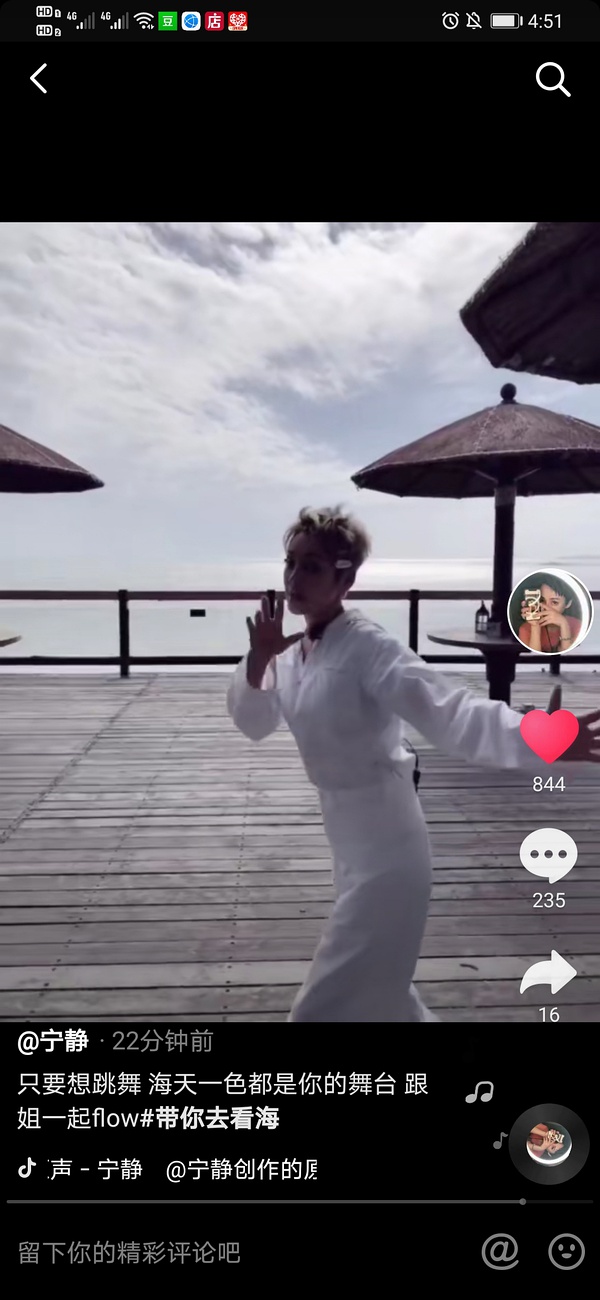 HD 1 4G 4G 豆 店 4:51
HD 2
844
235
16
@宁静 · 22分钟前
只要想跳舞 海天一色都是你的舞台 跟
姐一起flow#带你去看海
声 - 宁静 @宁静创作的
留下你的精彩评论吧
@